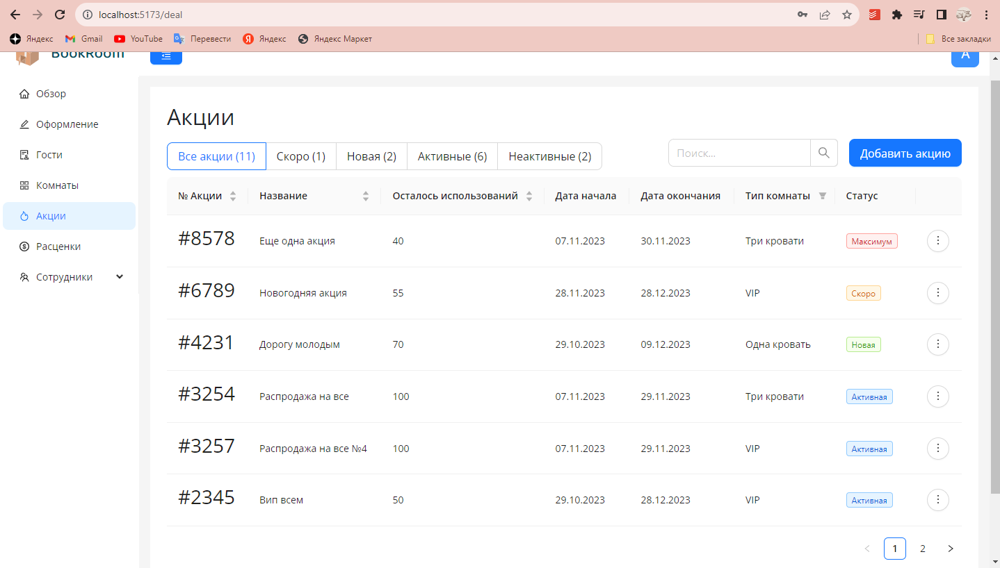 localhost:5173/deal
Яндекс Gmail YouTube Перевести Яндекс Яндекс Маркет Все закладки
BookRoom A
Обзор
Оформление
Гости
Комнаты
Акции
Расценки
Сотрудники
Акции
Все акции (11) Скоро (1) Новая (2) Активные (6) Неактивные (2) Поиск... Добавить акцию
№ Акции Название Осталось использований Дата начала Дата окончания Тип комнаты Статус
#8578 Еще одна акция 40 07.11.2023 30.11.2023 Три кровати Максимум
#6789 Новогодняя акция 55 28.11.2023 28.12.2023 VIP Скоро
#4231 Дорогу молодым 70 29.10.2023 09.12.2023 Одна кровать Новая
#3254 Распродажа на все 100 07.11.2023 29.11.2023 Три кровати Активная
#3257 Распродажа на все №4 100 07.11.2023 29.11.2023 VIP Активная
#2345 Вип всем 50 29.10.2023 28.12.2023 VIP Активная
< 1 2 >